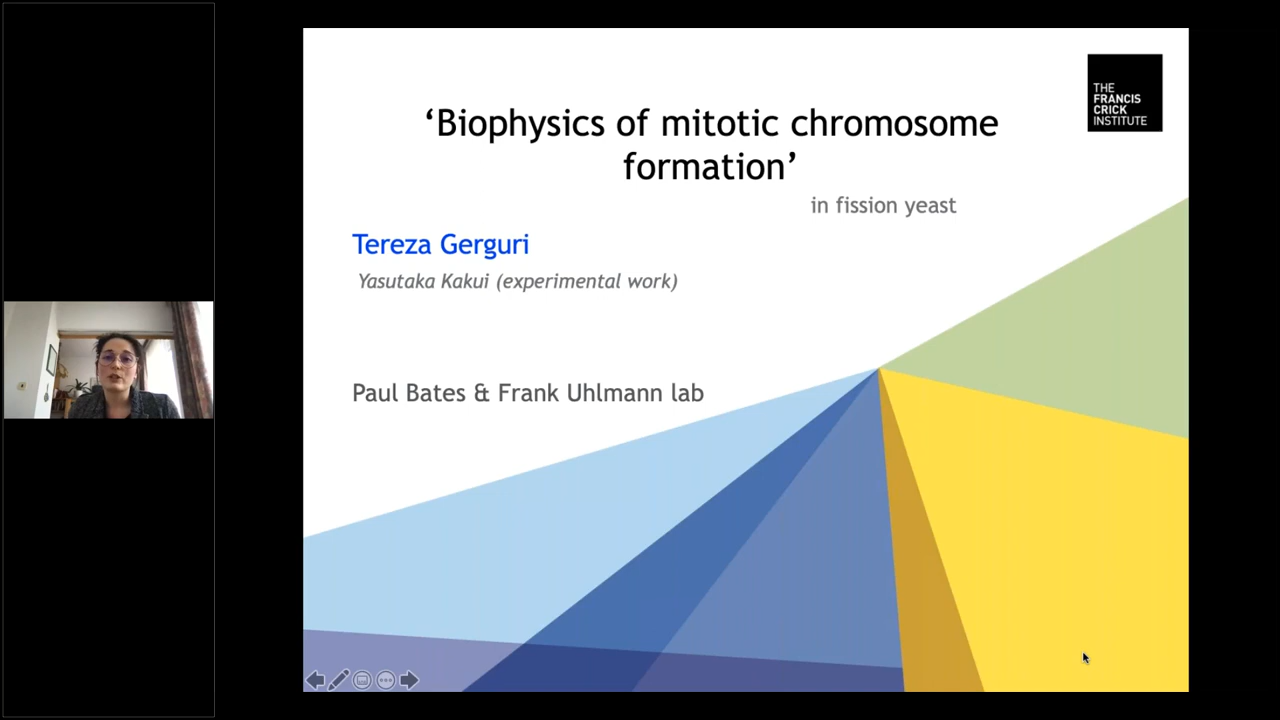 ‘Biophysics of mitotic chromosome
formation’
in fission yeast
Tereza Gerguri
Yasutaka Kakui (experimental work)
Paul Bates & Frank Uhlmann lab
THE
FRANCIS
CRICK
INSTITUTE